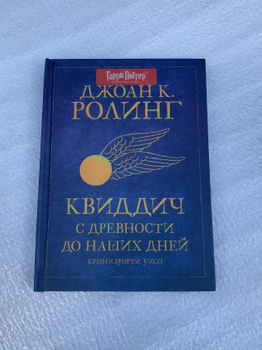 Гарри Поттер
ДЖОАН К.
РОЛИНГ
КВИДДИЧ
С ДРЕВНОСТИ
ДО НАШИХ ДНЕЙ
КЕННИЛУОРТИ УИСП